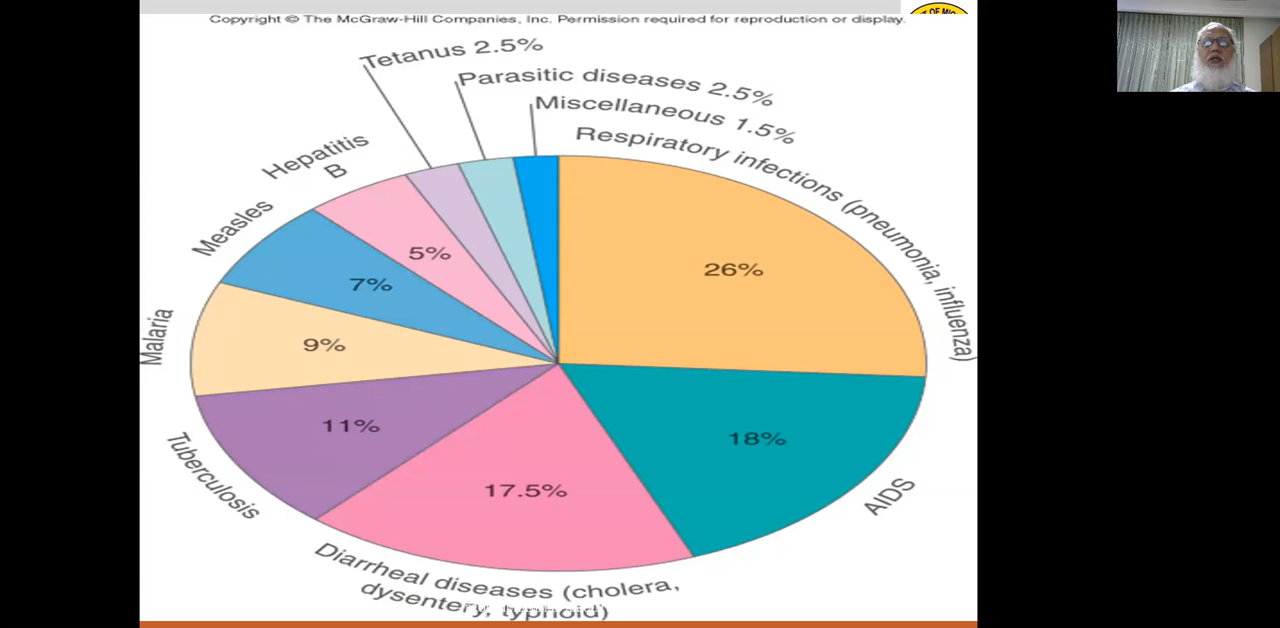 Copyright © The McGraw-Hill Companies, Inc. Permission required for reproduction or display.
Tetanus 2.5%
Parasitic diseases 2.5%
Miscellaneous 1.5%
Respiratory infections (pneumonia, influenza)
26%
AIDS
18%
Diarrheal diseases (cholera,
dysentery, typhoid)
17.5%
Tuberculosis
11%
Malaria
9%
Measles
7%
Hepatitis
B
5%